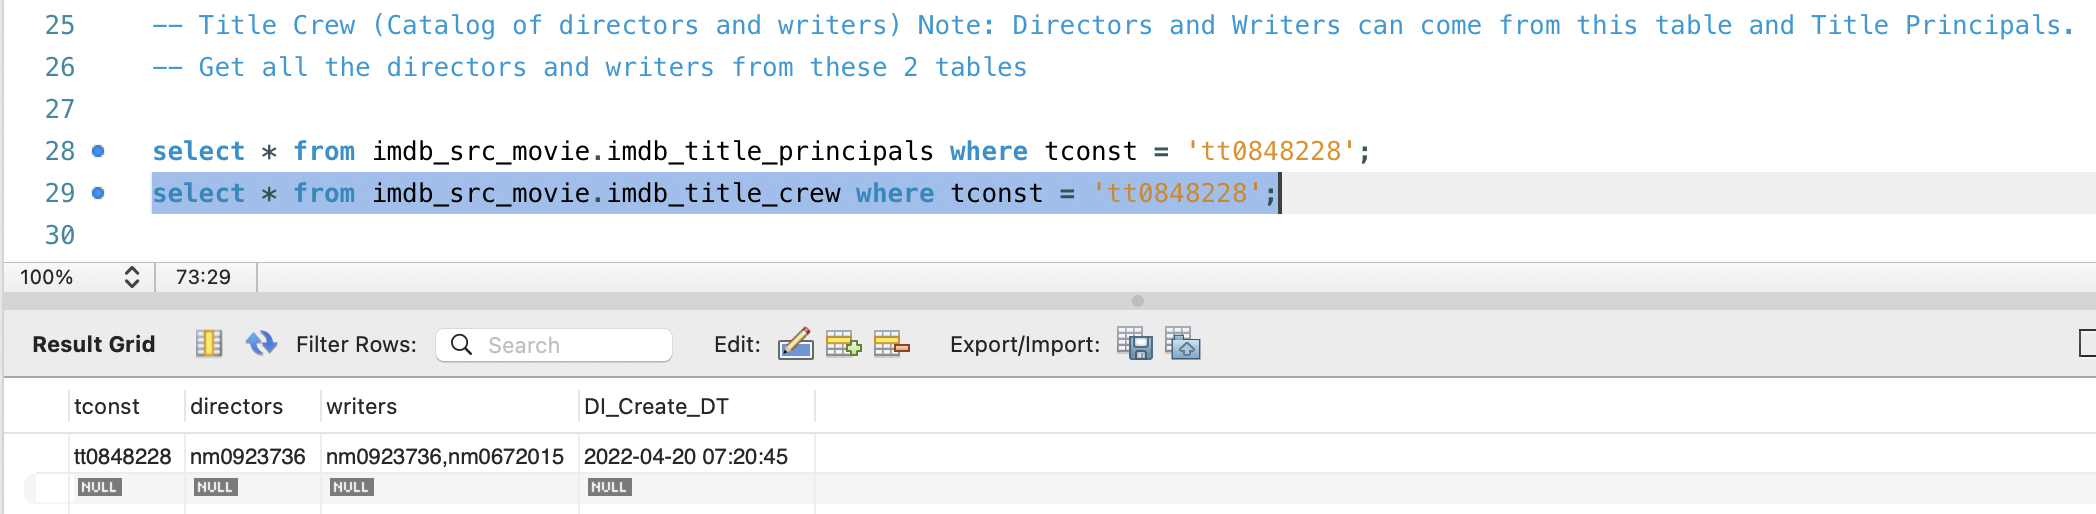 25 -- Title Crew (Catalog of directors and writers) Note: Directors and Writers can come from this table and Title Principals.
26 -- Get all the directors and writers from these 2 tables
27
28 select * from imdb_src_movie.imdb_title_principals where tconst = 'tt0848228';
29 select * from imdb_src_movie.imdb_title_crew where tconst = 'tt0848228';
30
100% 73:29
Result Grid Filter Rows: Search Edit: Export/Import:
tconst directors writers DI_Create_DT
tt0848228 nm0923736 nm0923736,nm0672015 2022-04-20 07:20:45
NULL NULL NULL NULL